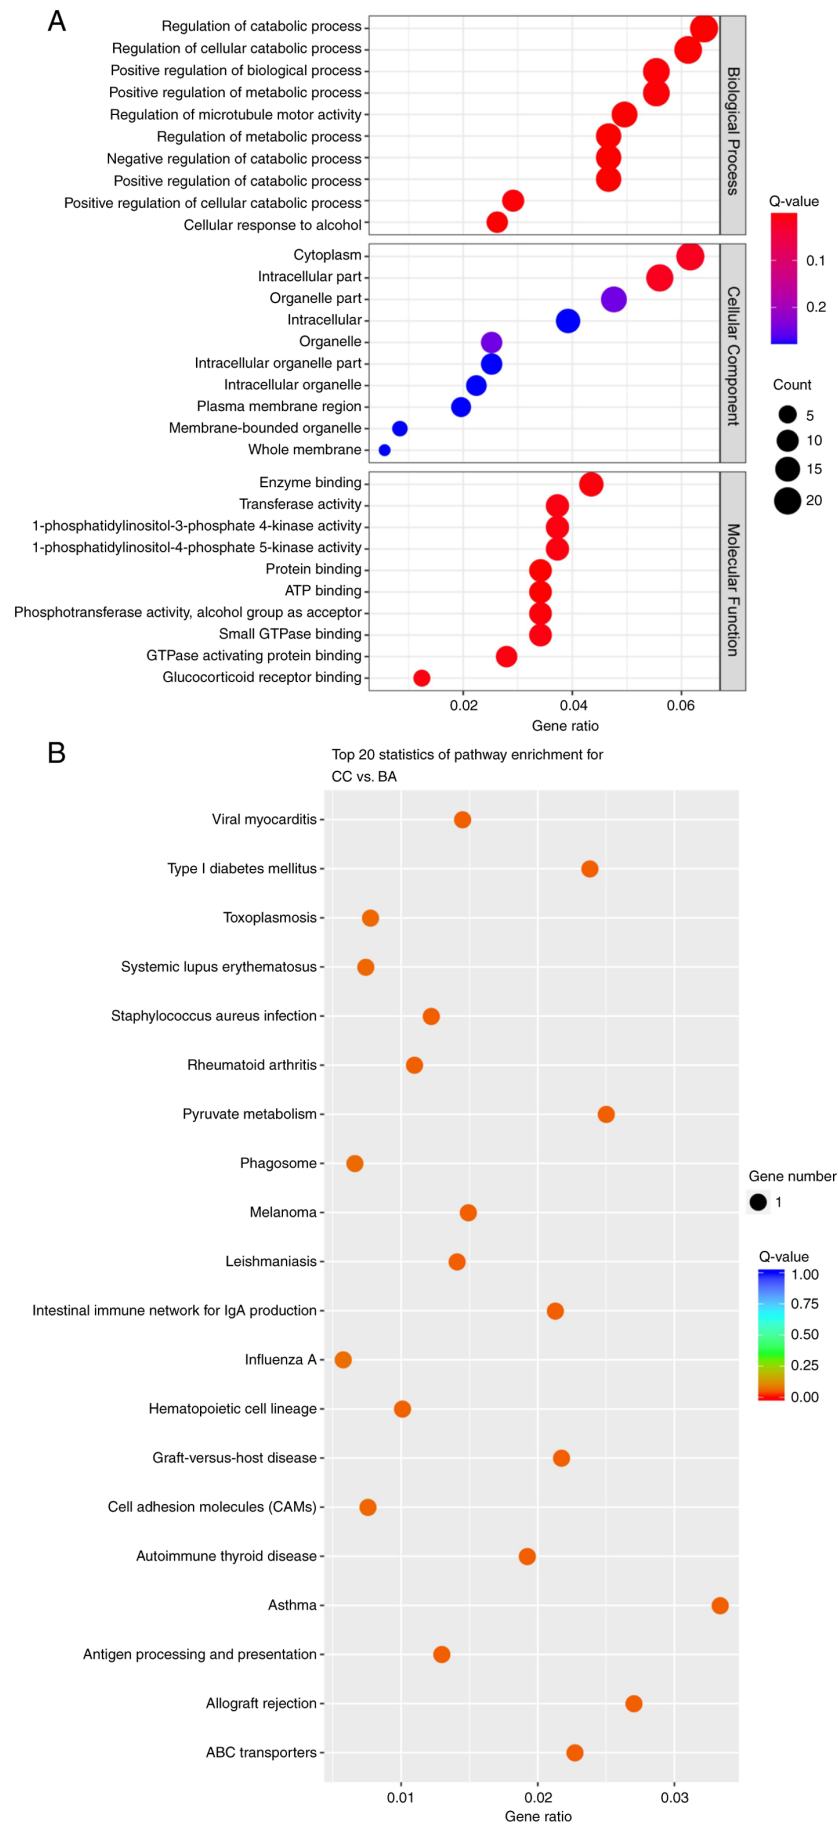 A
Regulation of catabolic process
Regulation of cellular catabolic process
Positive regulation of biological process
Positive regulation of metabolic process
Regulation of microtubule motor activity
Regulation of metabolic process
Negative regulation of catabolic process
Positive regulation of catabolic process
Positive regulation of cellular catabolic process
Cellular response to alcohol
Biological Process
Cytoplasm
Intracellular part
Organelle part
Intracellular
Organelle
Intracellular organelle part
Intracellular organelle
Plasma membrane region
Membrane-bounded organelle
Whole membrane
Cellular Component
Enzyme binding
Transferase activity
1-phosphatidylinositol-3-phosphate 4-kinase activity
1-phosphatidylinositol-4-phosphate 5-kinase activity
Protein binding
ATP binding
Phosphotransferase activity, alcohol group as acceptor
Small GTPase binding
GTPase activating protein binding
Glucocorticoid receptor binding
Molecular Function
0.02 0.04 0.06
Gene ratio
Q-value
0.1
0.2
Count
5
10
15
20
B
Top 20 statistics of pathway enrichment for
CC vs. BA
Viral myocarditis
Type I diabetes mellitus
Toxoplasmosis
Systemic lupus erythematosus
Staphylococcus aureus infection
Rheumatoid arthritis
Pyruvate metabolism
Phagosome
Melanoma
Leishmaniasis
Intestinal immune network for IgA production
Influenza A
Hematopoietic cell lineage
Graft-versus-host disease
Cell adhesion molecules (CAMs)
Autoimmune thyroid disease
Asthma
Antigen processing and presentation
Allograft rejection
ABC transporters
0.01 0.02 0.03
Gene ratio
Gene number
1
Q-value
1.00
0.75
0.50
0.25
0.00